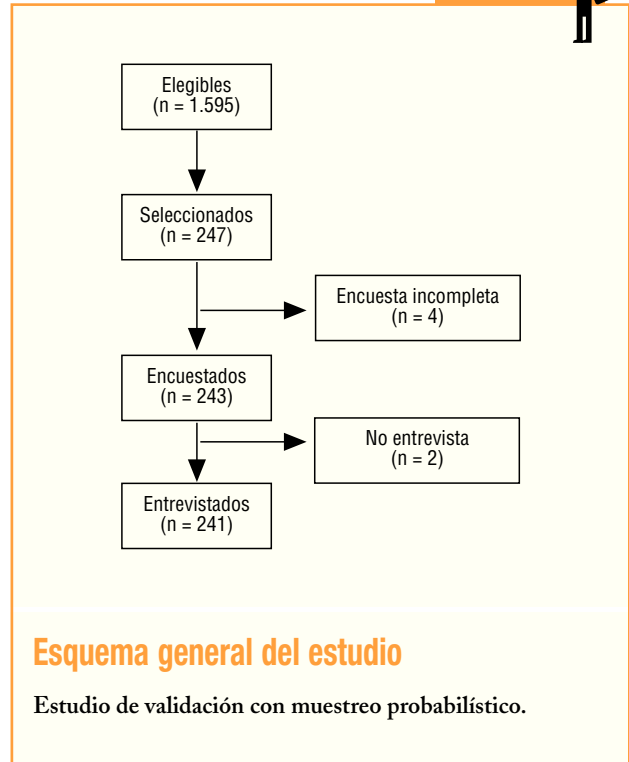 Elegibles
(n = 1.595)
Seleccionados
(n = 247)
Encuesta incompleta
(n = 4)
Encuestados
(n = 243)
No entrevista
(n = 2)
Entrevistados
(n = 241)
Esquema general del estudio
Estudio de validación con muestreo probabilístico.